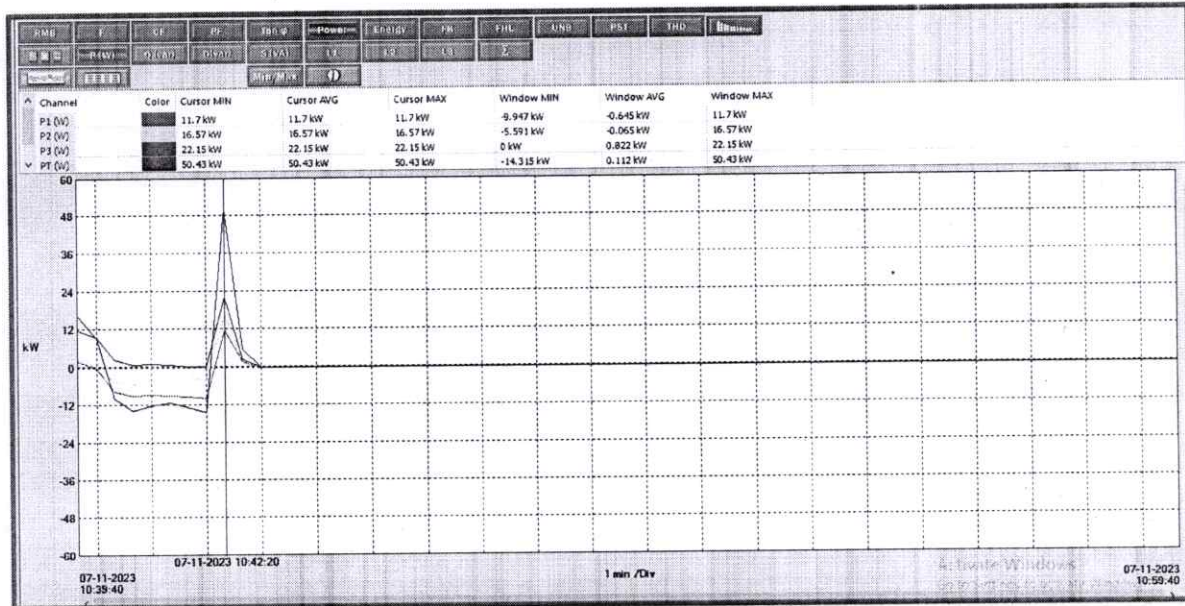 RMS F CF PF Tan φ Power Energy FK FHL UNB PST THD
P(W) S(VA) L1 L2 L3 Σ
Min/Max
Channel Color Cursor MIN Cursor AVG Cursor MAX Window MIN Window AVG Window MAX
P1 (W) 11.7 kW 11.7 kW 11.7 kW -9.947 kW -0.645 kW 11.7 kW
P2 (W) 16.57 kW 16.57 kW 16.57 kW -5.591 kW -0.065 kW 16.57 kW
P3 (W) 22.15 kW 22.15 kW 22.15 kW 0 kW 0.822 kW 22.15 kW
PT (W) 50.43 kW 50.43 kW 50.43 kW -14.315 kW 0.112 kW 50.43 kW
60
48
36
24
12
kW
0
-12
-24
-36
-48
-60
07-11-2023 10:42:20
07-11-2023
10:39:40
1 min /Div
Activate Windows
07-11-2023
10:59:40